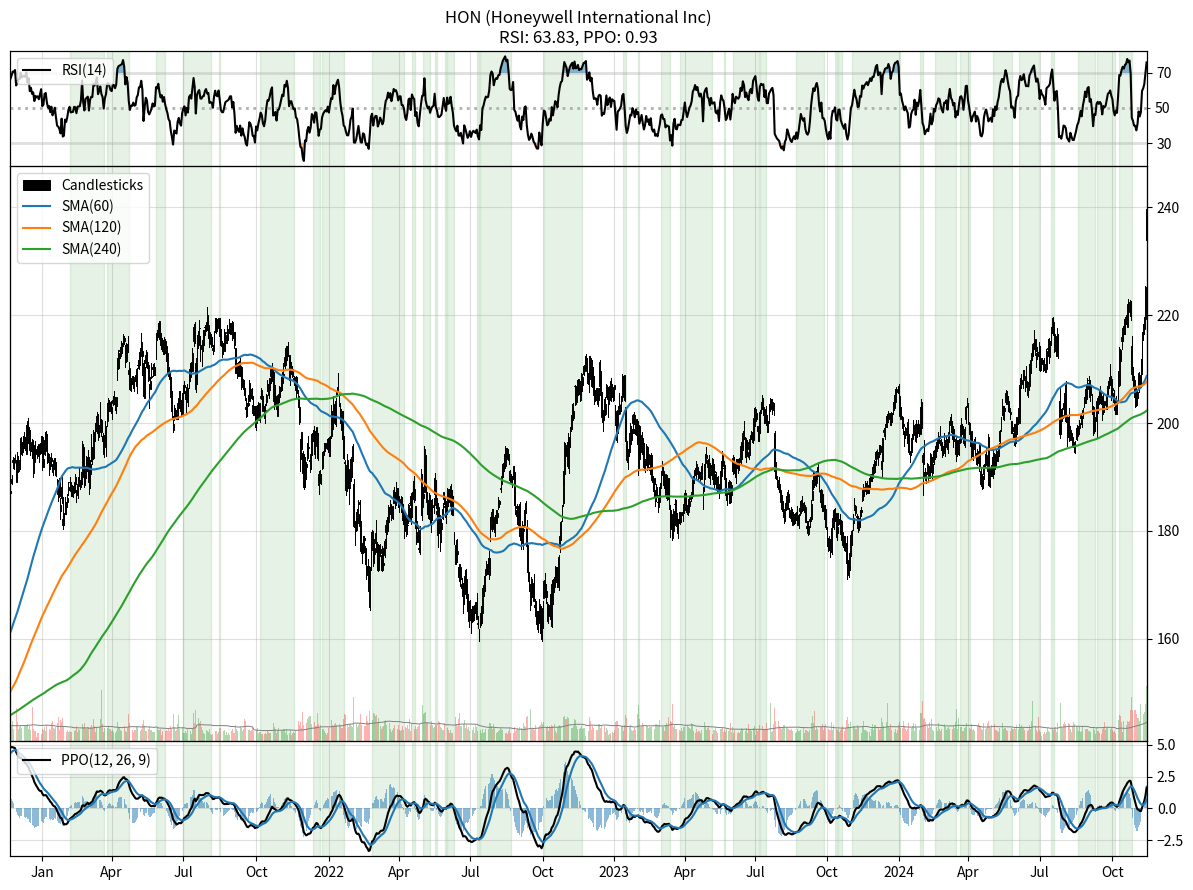 HON (Honeywell International Inc)
RSI: 63.83, PPO: 0.93
RSI(14)
70
50
30
Candlesticks
SMA(60)
SMA(120)
SMA(240)
240
220
200
180
160
PPO(12, 26, 9)
5.0
2.5
0.0
−2.5
Jan Apr Jul Oct 2022 Apr Jul Oct 2023 Apr Jul Oct 2024 Apr Jul Oct